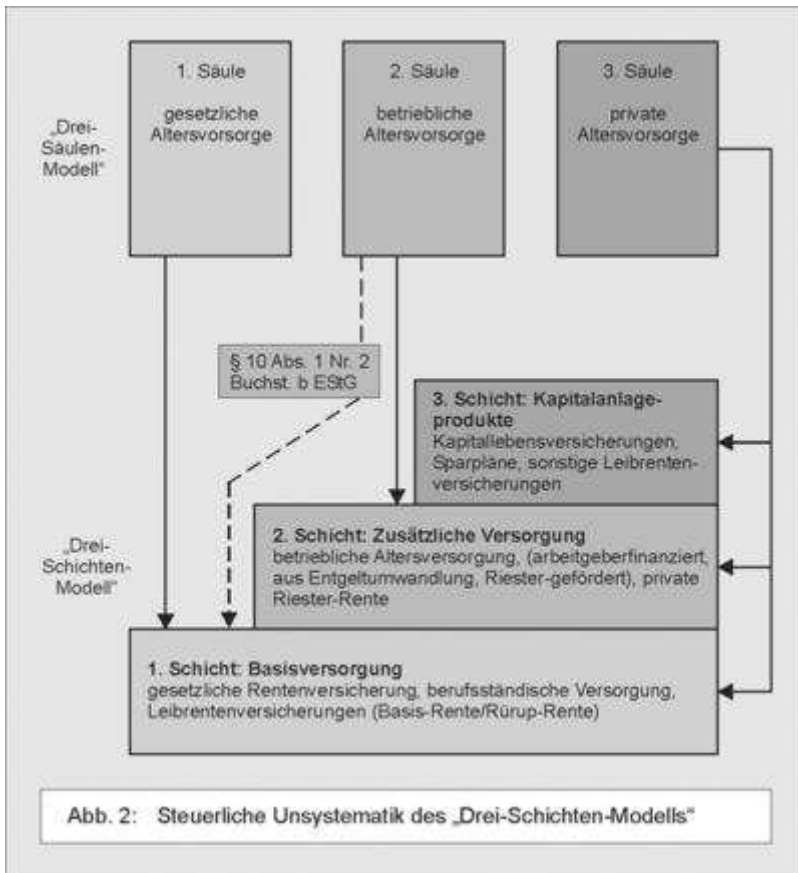 1. Säule
gesetzliche
Altersvorsorge
2. Säule
betriebliche
Altersvorsorge
3. Säule
private
Altersvorsorge
„Drei-
Säulen-
Modell“
§ 10 Abs. 1 Nr. 2
Buchst. b EStG
3. Schicht: Kapitalanlage-
produkte
Kapitallebensversicherungen,
Sparpläne, sonstige Leibrenten-
versicherungen
„Drei-
Schichten-
Modell“
2. Schicht: Zusätzliche Versorgung
betriebliche Altersversorgung, (arbeitgeberfinanziert,
aus Entgeltumwandlung, Riester-gefördert), private
Riester-Rente
1. Schicht: Basisversorgung
gesetzliche Rentenversicherung, berufsständische Versorgung,
Leibrentenversicherungen (Basis-Rente/Rürup-Rente)
Abb. 2: Steuerliche Unsystematik des „Drei-Schichten-Modells“